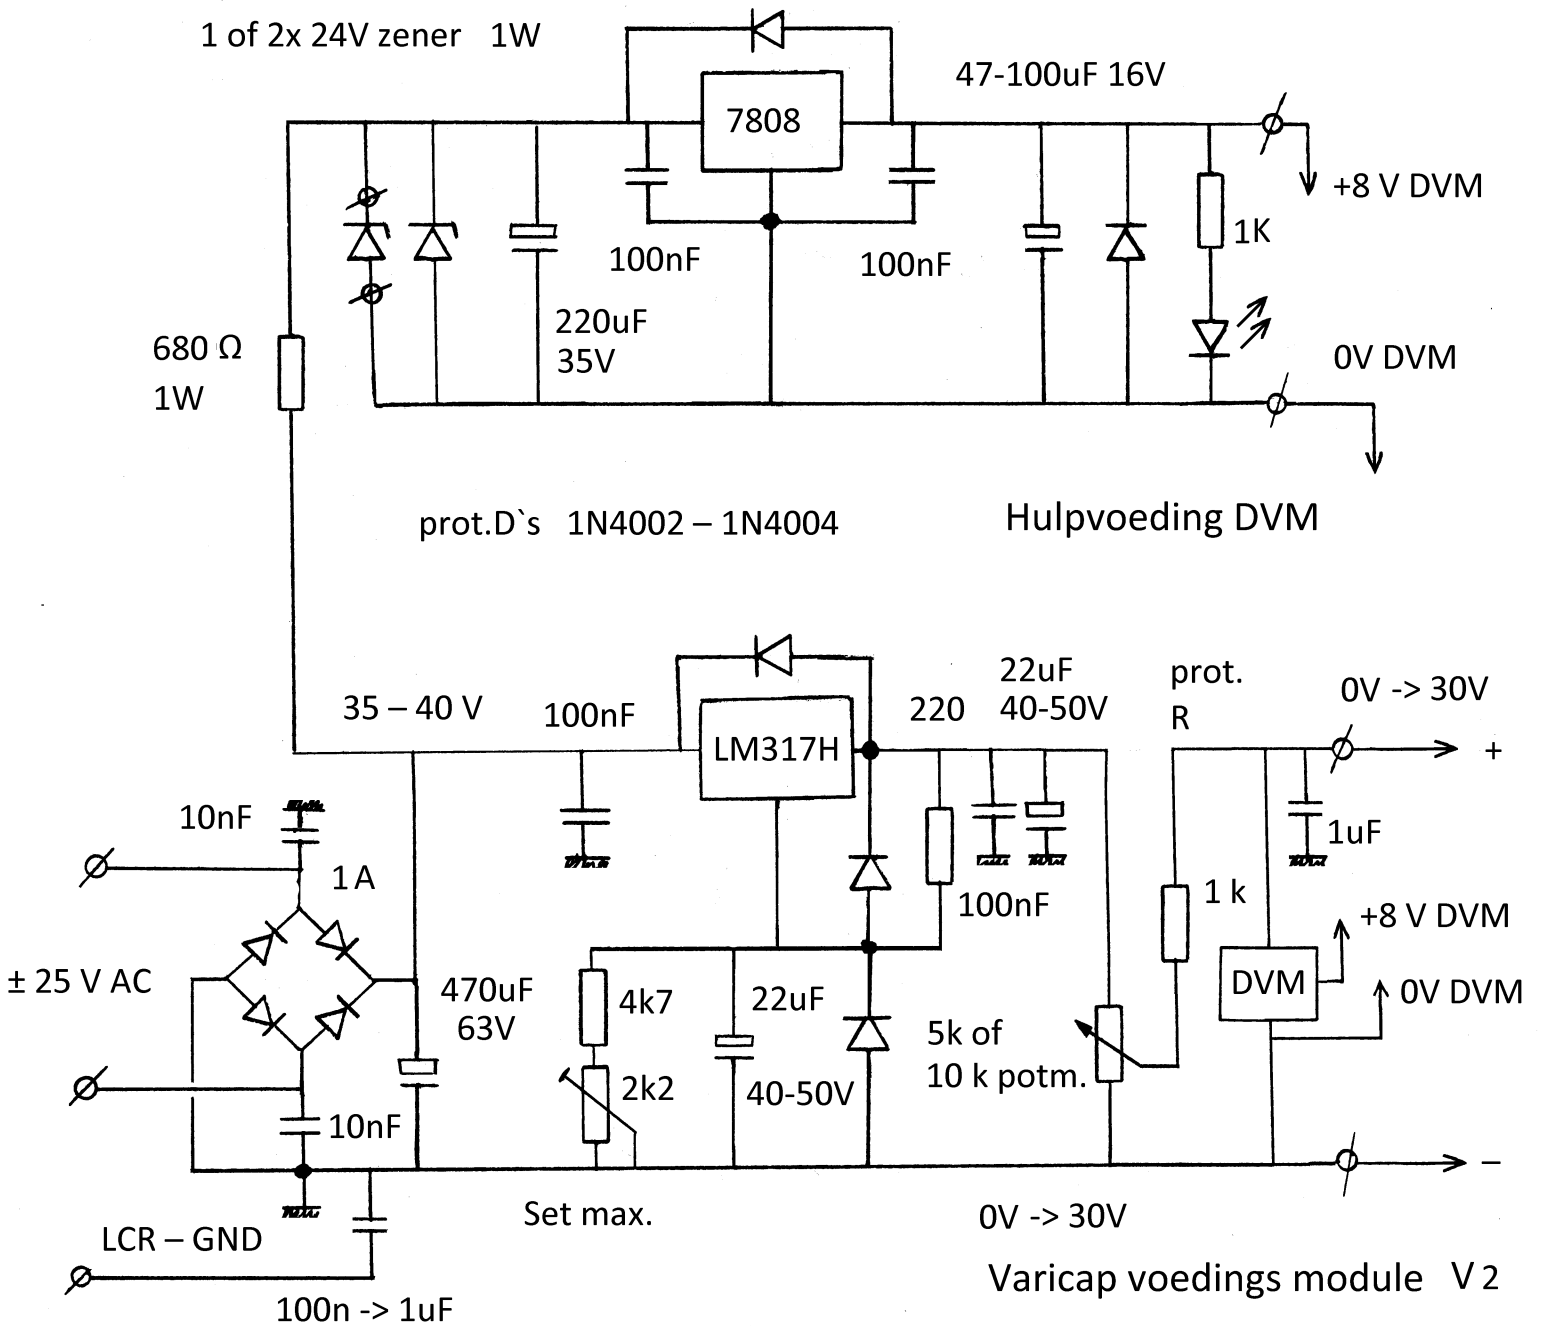 1 of 2x 24V zener 1W
47-100uF 16V
7808
+8 V DVM
1K
100nF
100nF
220uF
35V
680 Ω
1W
0V DVM
prot.D`s 1N4002 – 1N4004
Hulpvoeding DVM
35 – 40 V
100nF
LM317H
220
22uF
40-50V
prot.
R
0V -> 30V
+
10nF
1 A
1uF
1 k
100nF
+8 V DVM
± 25 V AC
470uF
63V
4k7
22uF
DVM
0V DVM
5k of
10 k potm.
2k2
40-50V
10nF
–
Set max.
0V -> 30V
LCR – GND
Varicap voedings module V 2
100n -> 1uF